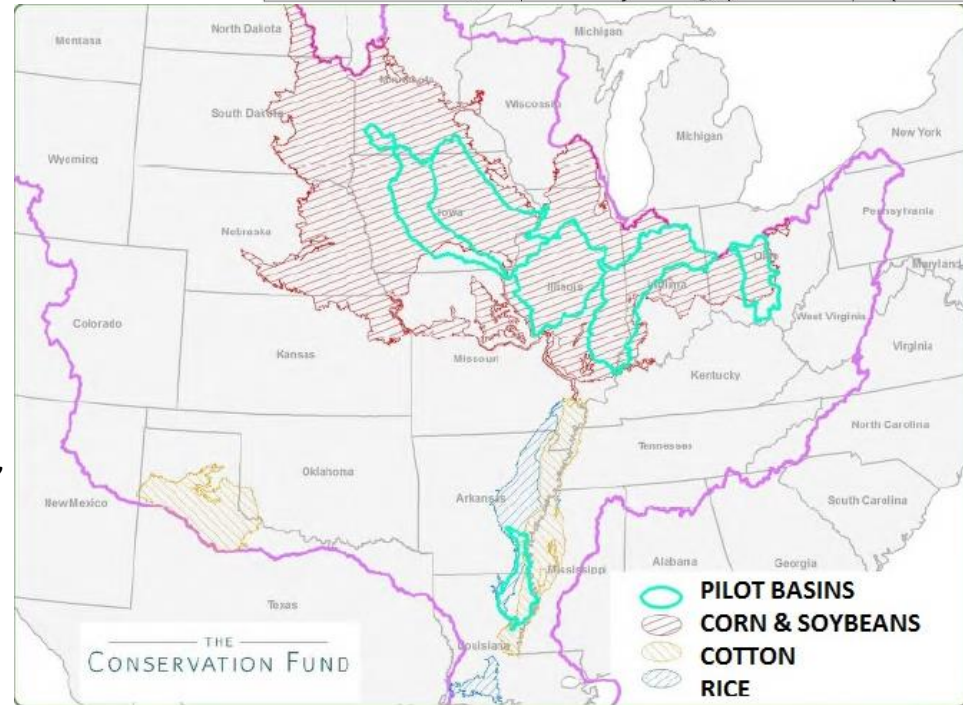 Michigan
North Dakota
Montana
Minnesota
South Dakota
Wisconsin
New York
Michigan
Wyoming
Pennsylvania
Iowa
Nebraska
Ohio
Maryland
Illinois
Indiana
West Virginia
Colorado
Virginia
Kansas
Missouri
Kentucky
North Carolina
Tennessee
Oklahoma
Arkansas
South Carolina
New Mexico
Mississippi
Alabama
Georgia
Texas
Louisiana
PILOT BASINS
CORN & SOYBEANS
COTTON
RICE
THE
CONSERVATION FUND